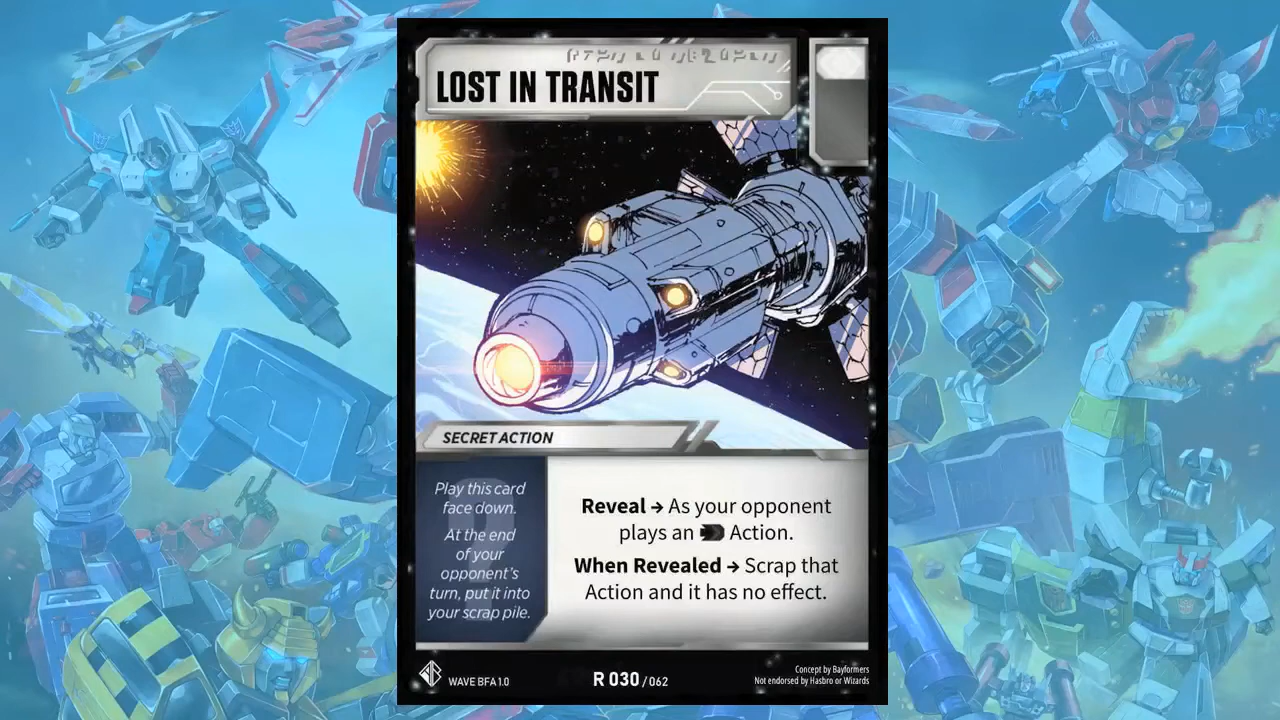 LOST IN TRANSIT
SECRET ACTION
Play this card
face down.
At the end
of your
opponent's
turn, put it into
your scrap pile.
Reveal → As your opponent
plays an Action.
When Revealed → Scrap that
Action and it has no effect.
WAVE BFA 1.0
R 030 / 062
Concept by Bayformers
Not endorsed by Hasbro or Wizards